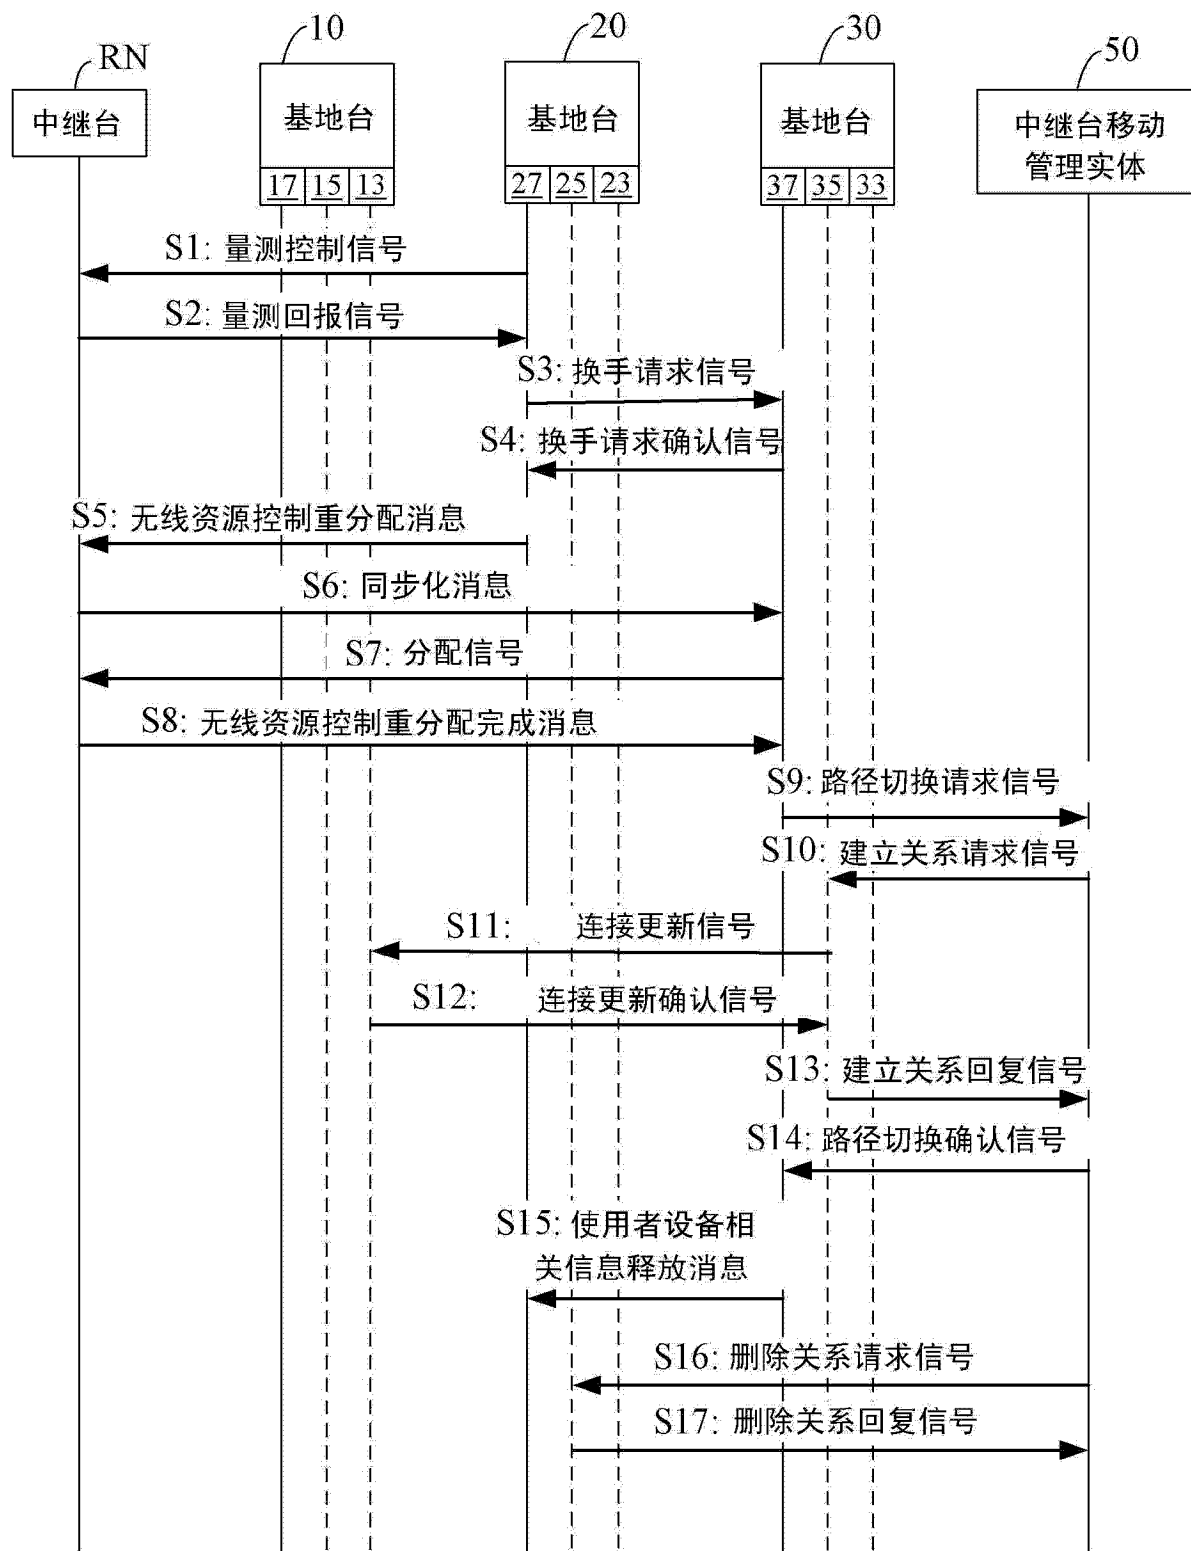 RN
10
20
30
50
中继台
基地台
基地台
基地台
中继台移动
管理实体
17 15 13
27 25 23
37 35 33
S1: 量测控制信号
S2: 量测回报信号
S3: 换手请求信号
S4: 换手请求确认信号
S5: 无线资源控制重分配消息
S6: 同步化消息
S7: 分配信号
S8: 无线资源控制重分配完成消息
S9: 路径切换请求信号
S10: 建立关系请求信号
S11: 连接更新信号
S12: 连接更新确认信号
S13: 建立关系回复信号
S14: 路径切换确认信号
S15: 使用者设备相
关信息释放消息
S16: 删除关系请求信号
S17: 删除关系回复信号